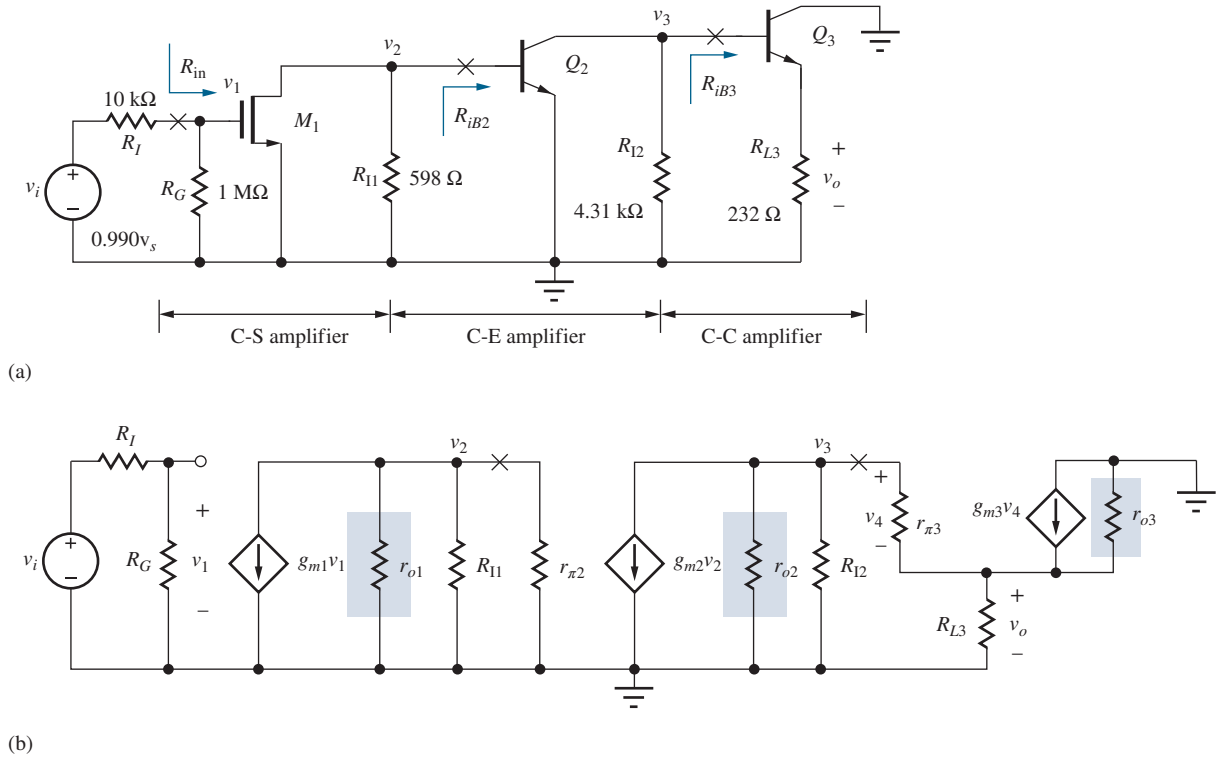 v3
Q3
v2
Q2
Rin
v1
RiB2
RiB3
10 kΩ
RI
M1
RI2
RL3
+
vi
+
−
RG
1 MΩ
RI1
598 Ω
vo
−
4.31 kΩ
232 Ω
0.990vs
C-S amplifier
C-E amplifier
C-C amplifier
(a)
RI
v2
v3
+
v4
−
rπ3
gm3v4
ro3
vi
+
−
RG
+
v1
−
gm1v1
ro1
RI1
rπ2
gm2v2
ro2
RI2
RL3
+
vo
−
(b)